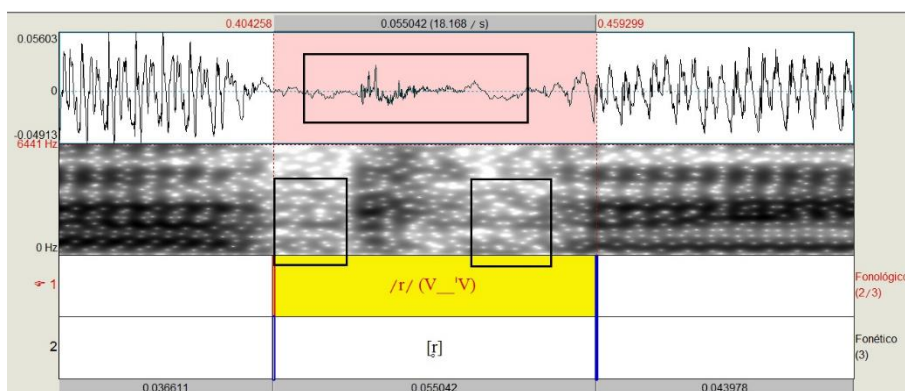 0.404258 0.055042 (18.168 / s) 0.459299
0.05603
0
-0.04913
6441 Hz
0 Hz
1 /r/ (V__'V) Fonológico
(2/3)
2 [r̞] Fonético
(3)
0.036611 0.055042 0.043978